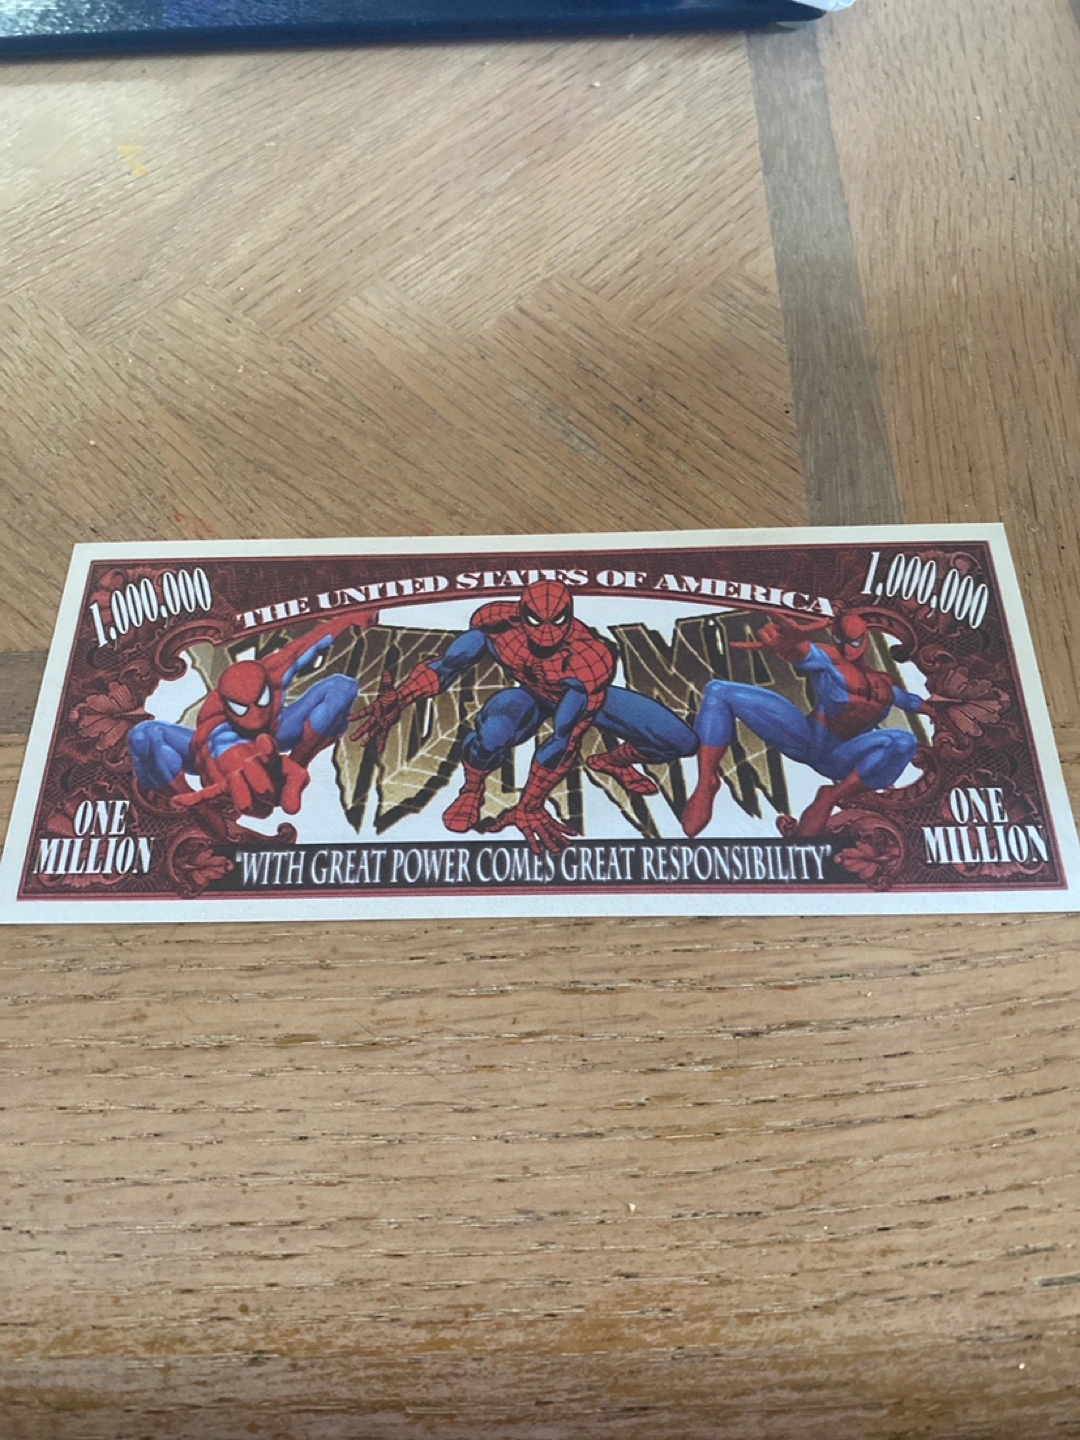 1,000,000
THE UNITED STATES OF AMERICA
1,000,000
ONE MILLION
ONE MILLION
"WITH GREAT POWER COMES GREAT RESPONSIBILITY"